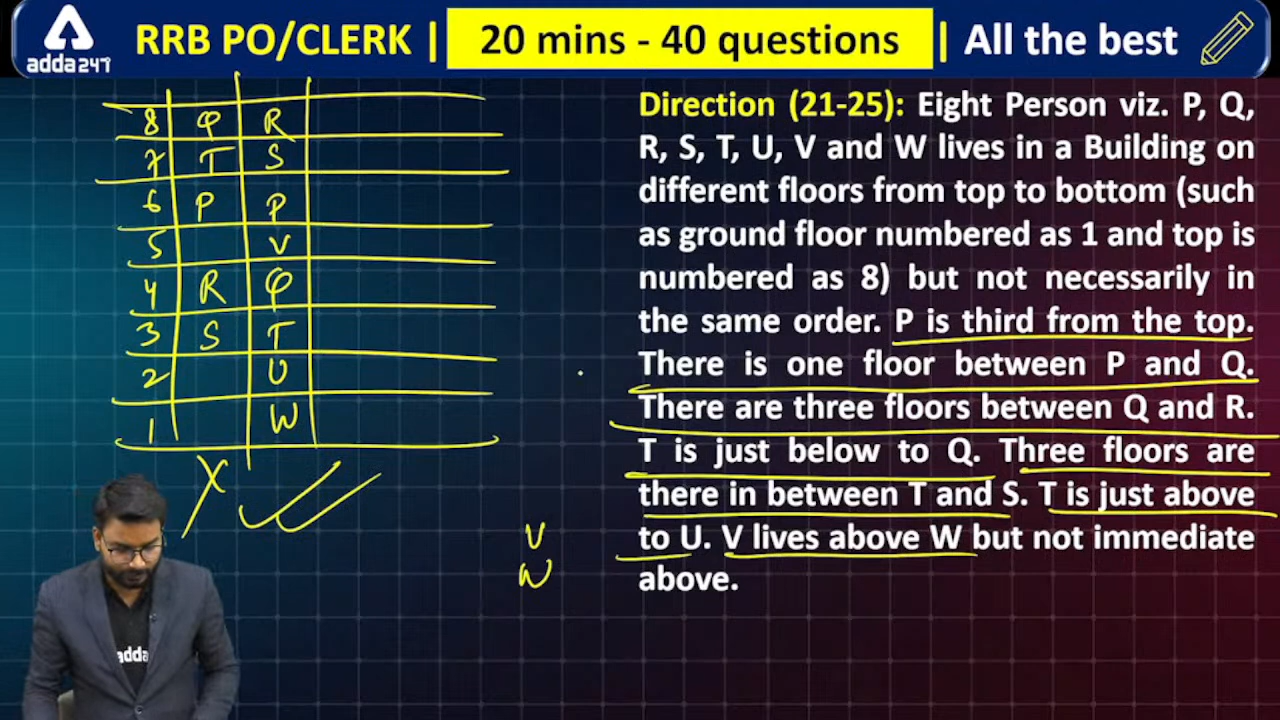 adda247
RRB PO/CLERK | 20 mins - 40 questions | All the best
8 Q R
7 T S
6 P P
5 V
4 R Q
3 S T
2 U
1 W
V
W
adda
Direction (21-25): Eight Person viz. P, Q,
R, S, T, U, V and W lives in a Building on
different floors from top to bottom (such
as ground floor numbered as 1 and top is
numbered as 8) but not necessarily in
the same order. P is third from the top.
There is one floor between P and Q.
There are three floors between Q and R.
T is just below to Q. Three floors are
there in between T and S. T is just above
to U. V lives above W but not immediate
above.